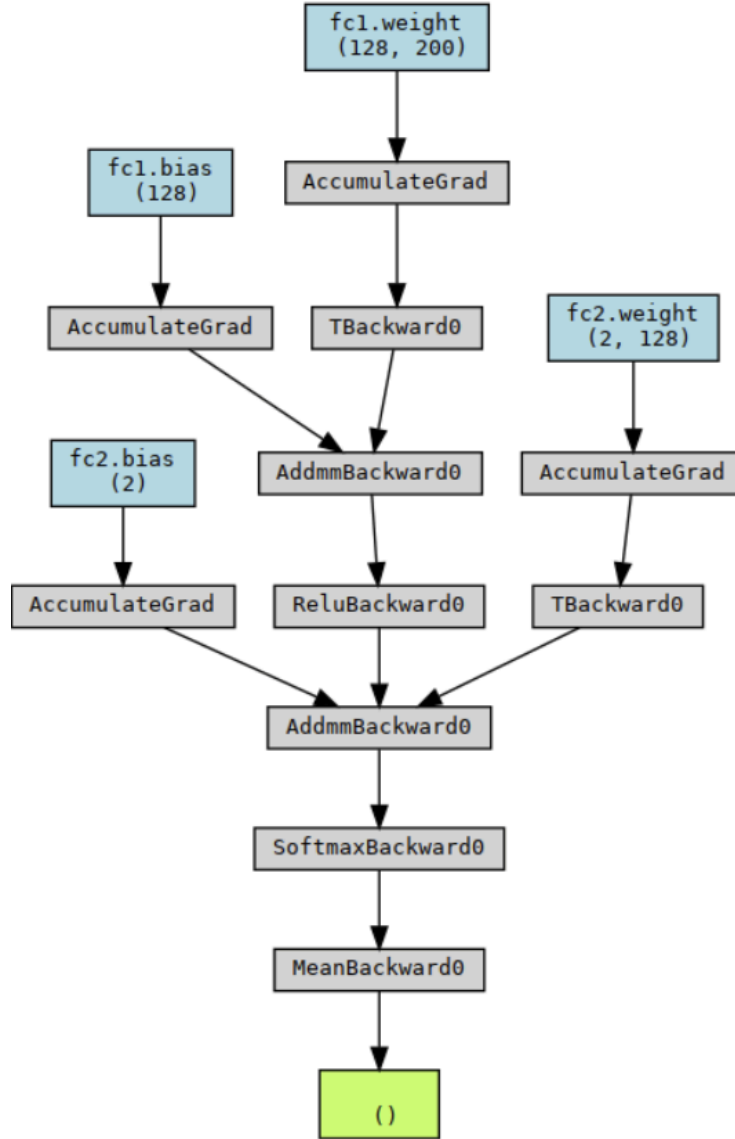 fc1.weight
(128, 200)
fc1.bias
(128)
AccumulateGrad
AccumulateGrad
TBackward0
fc2.weight
(2, 128)
fc2.bias
(2)
AddmmBackward0
AccumulateGrad
AccumulateGrad
ReluBackward0
TBackward0
AddmmBackward0
SoftmaxBackward0
MeanBackward0
()